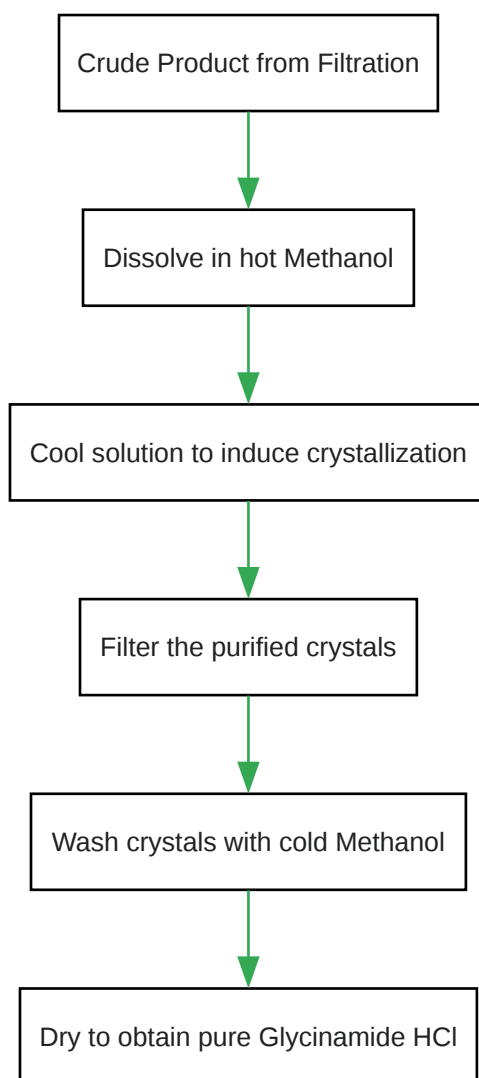 Crude Product from Filtration
Dissolve in hot Methanol
Cool solution to induce crystallization
Filter the purified crystals
Wash crystals with cold Methanol
Dry to obtain pure Glycinamide HCl